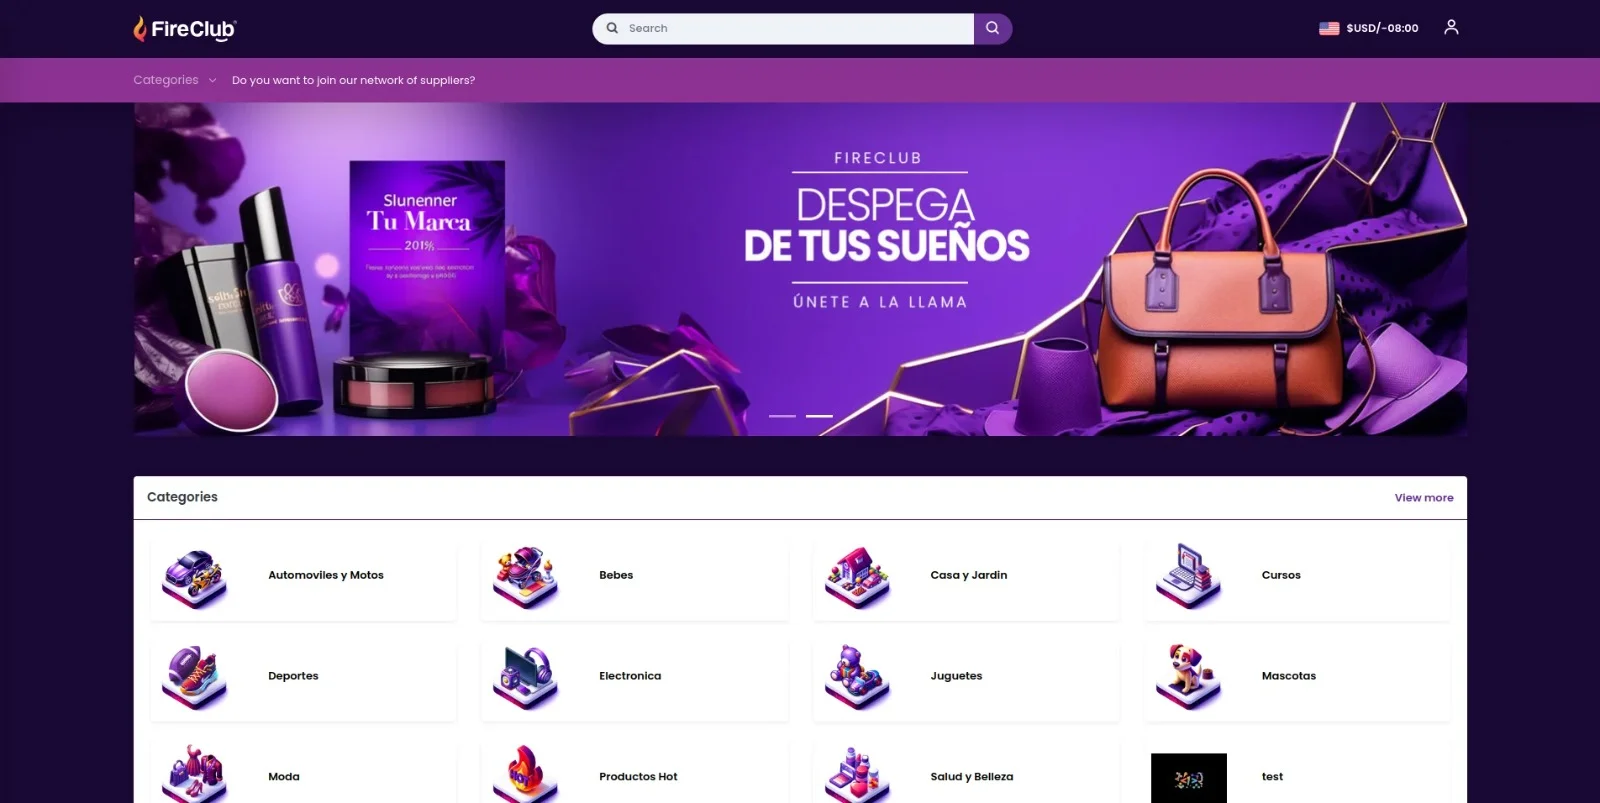 FireClub
Search
$USD/-08:00
Categories
Do you want to join our network of suppliers?
Slunenner
Tu Marca
201%
FIRECLUB
DESPEGA
DE TUS SUEÑOS
ÚNETE A LA LLAMA
Categories
View more
Automoviles y Motos
Bebes
Casa y Jardin
Cursos
Deportes
Electronica
Juguetes
Mascotas
Moda
HOT
Productos Hot
Salud y Belleza
test